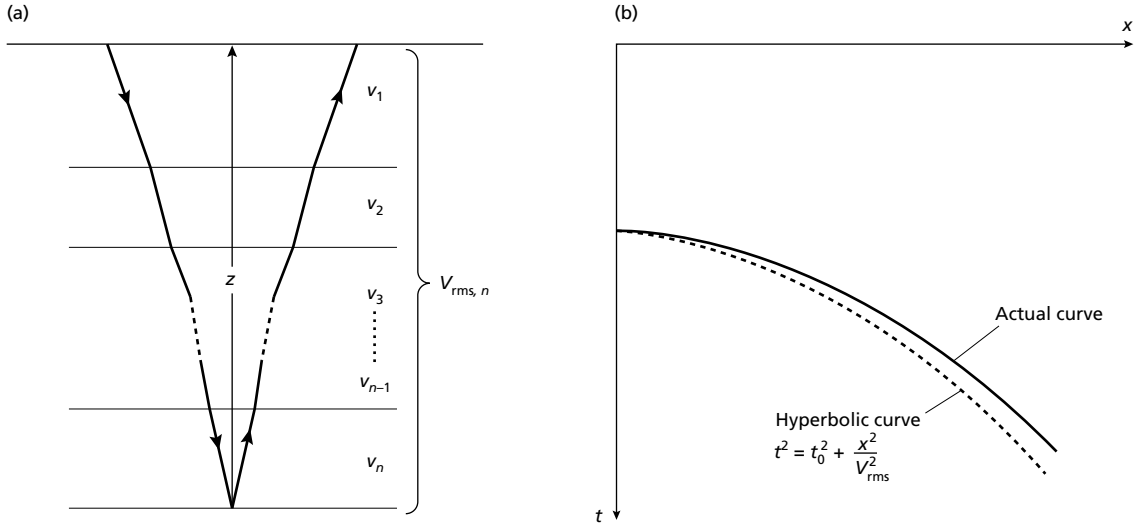 (a)
v1
v2
z
v3
vn–1
vn
Vrms, n
(b)
x
Actual curve
Hyperbolic curve
t² = t₀² + x²/V²rms
t